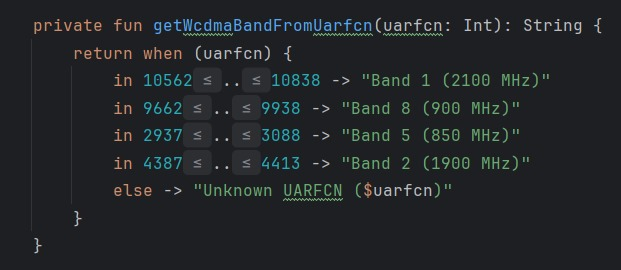 private fun getWcdmaBandFromUarfcn(uarfcn: Int): String {
return when (uarfcn) {
in 10562 ≤ .. ≤ 10838 -> "Band 1 (2100 MHz)"
in 9662 ≤ .. ≤ 9938 -> "Band 8 (900 MHz)"
in 2937 ≤ .. ≤ 3088 -> "Band 5 (850 MHz)"
in 4387 ≤ .. ≤ 4413 -> "Band 2 (1900 MHz)"
else -> "Unknown UARFCN ($uarfcn)"
}
}